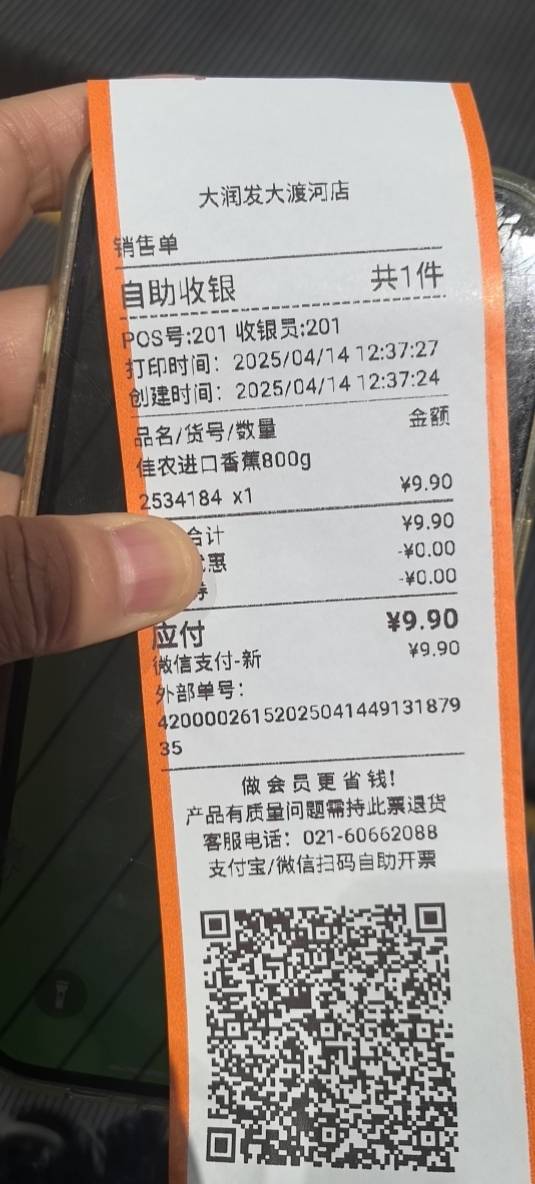 大润发大渡河店
销售单
自助收银 共1件
POS号:201 收银员:201
打印时间：2025/04/14 12:37:27
创建时间：2025/04/14 12:37:24
品名/货号/数量 金额
佳农进口香蕉800g
2534184 x1 ¥9.90
合计 ¥9.90
惠 -¥0.00
券 -¥0.00
应付 ¥9.90
微信支付-新 ¥9.90
外部单号：
42000026152025041449131879
35
做会员更省钱!
产品有质量问题需持此票退货
客服电话：021-60662088
支付宝/微信扫码自助开票